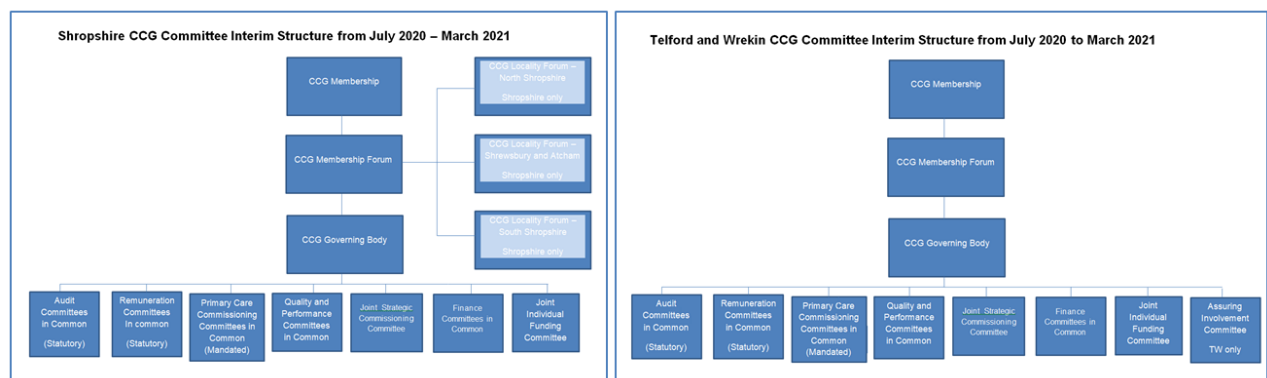 Shropshire CCG Committee Interim Structure from July 2020 – March 2021
CCG Membership
CCG Locality Forum –
North Shropshire
Shropshire only
CCG Membership Forum
CCG Locality Forum –
Shrewsbury and Atcham
Shropshire only
CCG Governing Body
CCG Locality Forum –
South Shropshire
Shropshire only
Audit
Committees
in Common
(Statutory)
Remuneration
Committees
In common
(Statutory)
Primary Care
Commissioning
Committees in
Common
(Mandated)
Quality and
Performance
Committees
in Common
Joint Strategic
Commissioning
Committee
Finance
Committees in
Common
Joint
Individual
Funding
Committee
Telford and Wrekin CCG Committee Interim Structure from July 2020 to March 2021
CCG Membership
CCG Membership Forum
CCG Governing Body
Audit
Committees
in Common
(Statutory)
Remuneration
Committees
in Common
(Statutory)
Primary Care
Commissioning
Committees in
Common
(Mandated)
Quality and
Performance
Committees
in Common
Joint Strategic
Commissioning
Committee
Finance
Committees in
Common
Joint
Individual
Funding
Committee
Assuring
Involvement
Committee
TW only